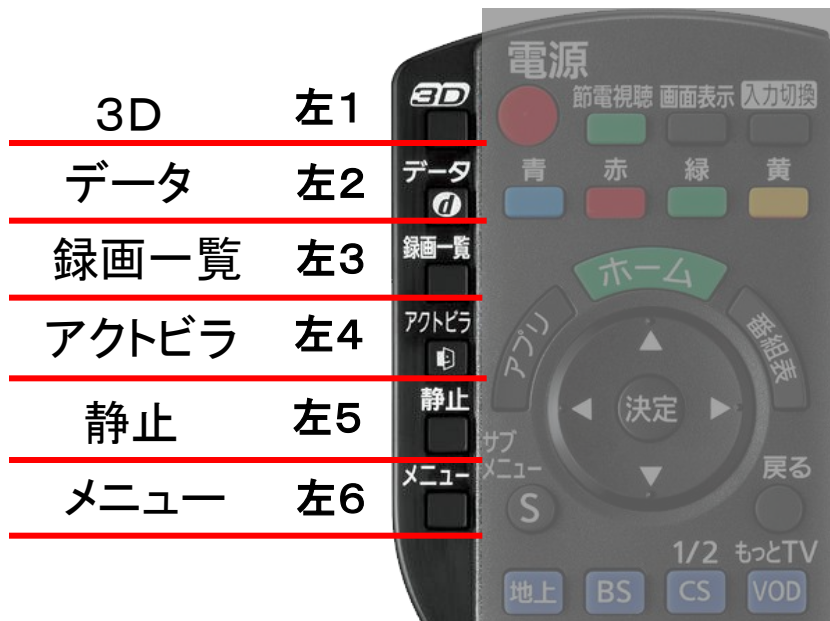 電源
3D 左1 3D
節電視聴 画面表示 入力切換
データ 左2 データ
d
青 赤 緑 黄
録画一覧 左3 録画一覧
ホーム
アクトビラ 左4 アクトビラ
アプリ 番組表
静止 左5 静止
決定
サブ
メニュー
メニュー 左6 メニュー
戻る
S
1/2 もっとTV
地上 BS CS VOD